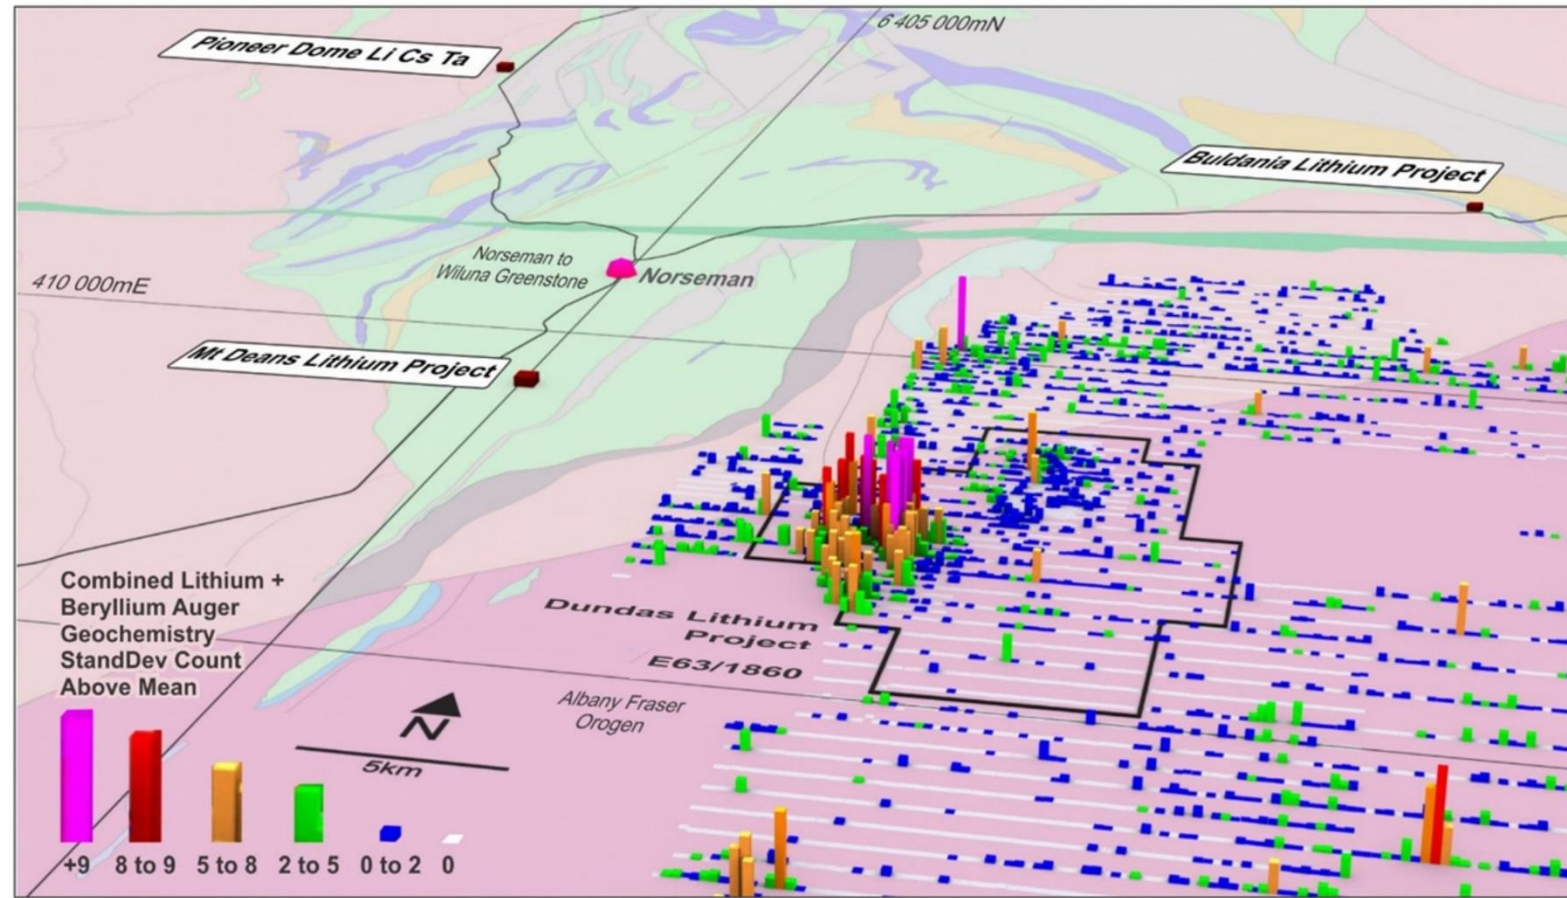 6 405 000mN
Pioneer Dome Li Cs Ta
Buldania Lithium Project
Norseman to
Wiluna Greenstone
Norseman
410 000mE
Mt Deans Lithium Project
Combined Lithium +
Beryllium Auger
Geochemistry
StandDev Count
Above Mean
Dundas Lithium
Project
E63/1860
Albany Fraser
Orogen
N
5km
+9 8 to 9 5 to 8 2 to 5 0 to 2 0